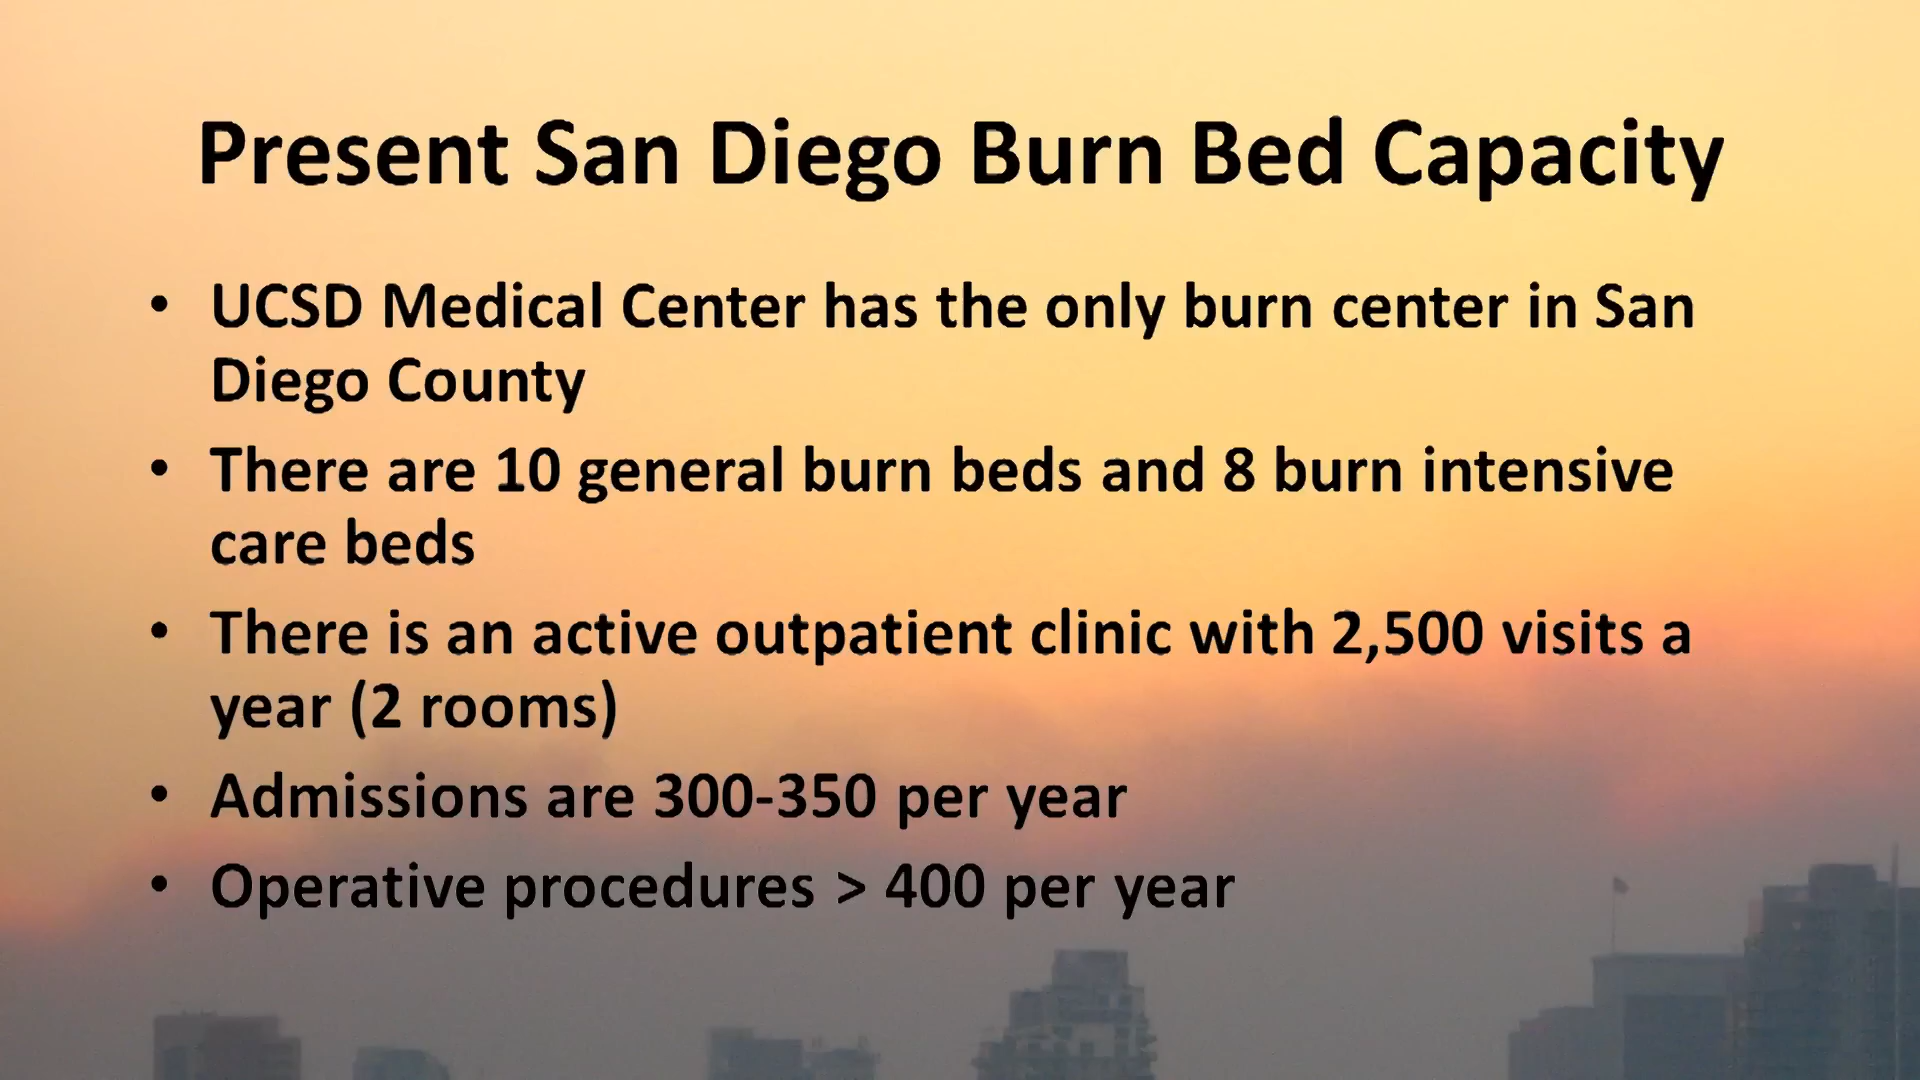 Present San Diego Burn Bed Capacity
• UCSD Medical Center has the only burn center in San
Diego County
• There are 10 general burn beds and 8 burn intensive
care beds
• There is an active outpatient clinic with 2,500 visits a
year (2 rooms)
• Admissions are 300-350 per year
• Operative procedures > 400 per year